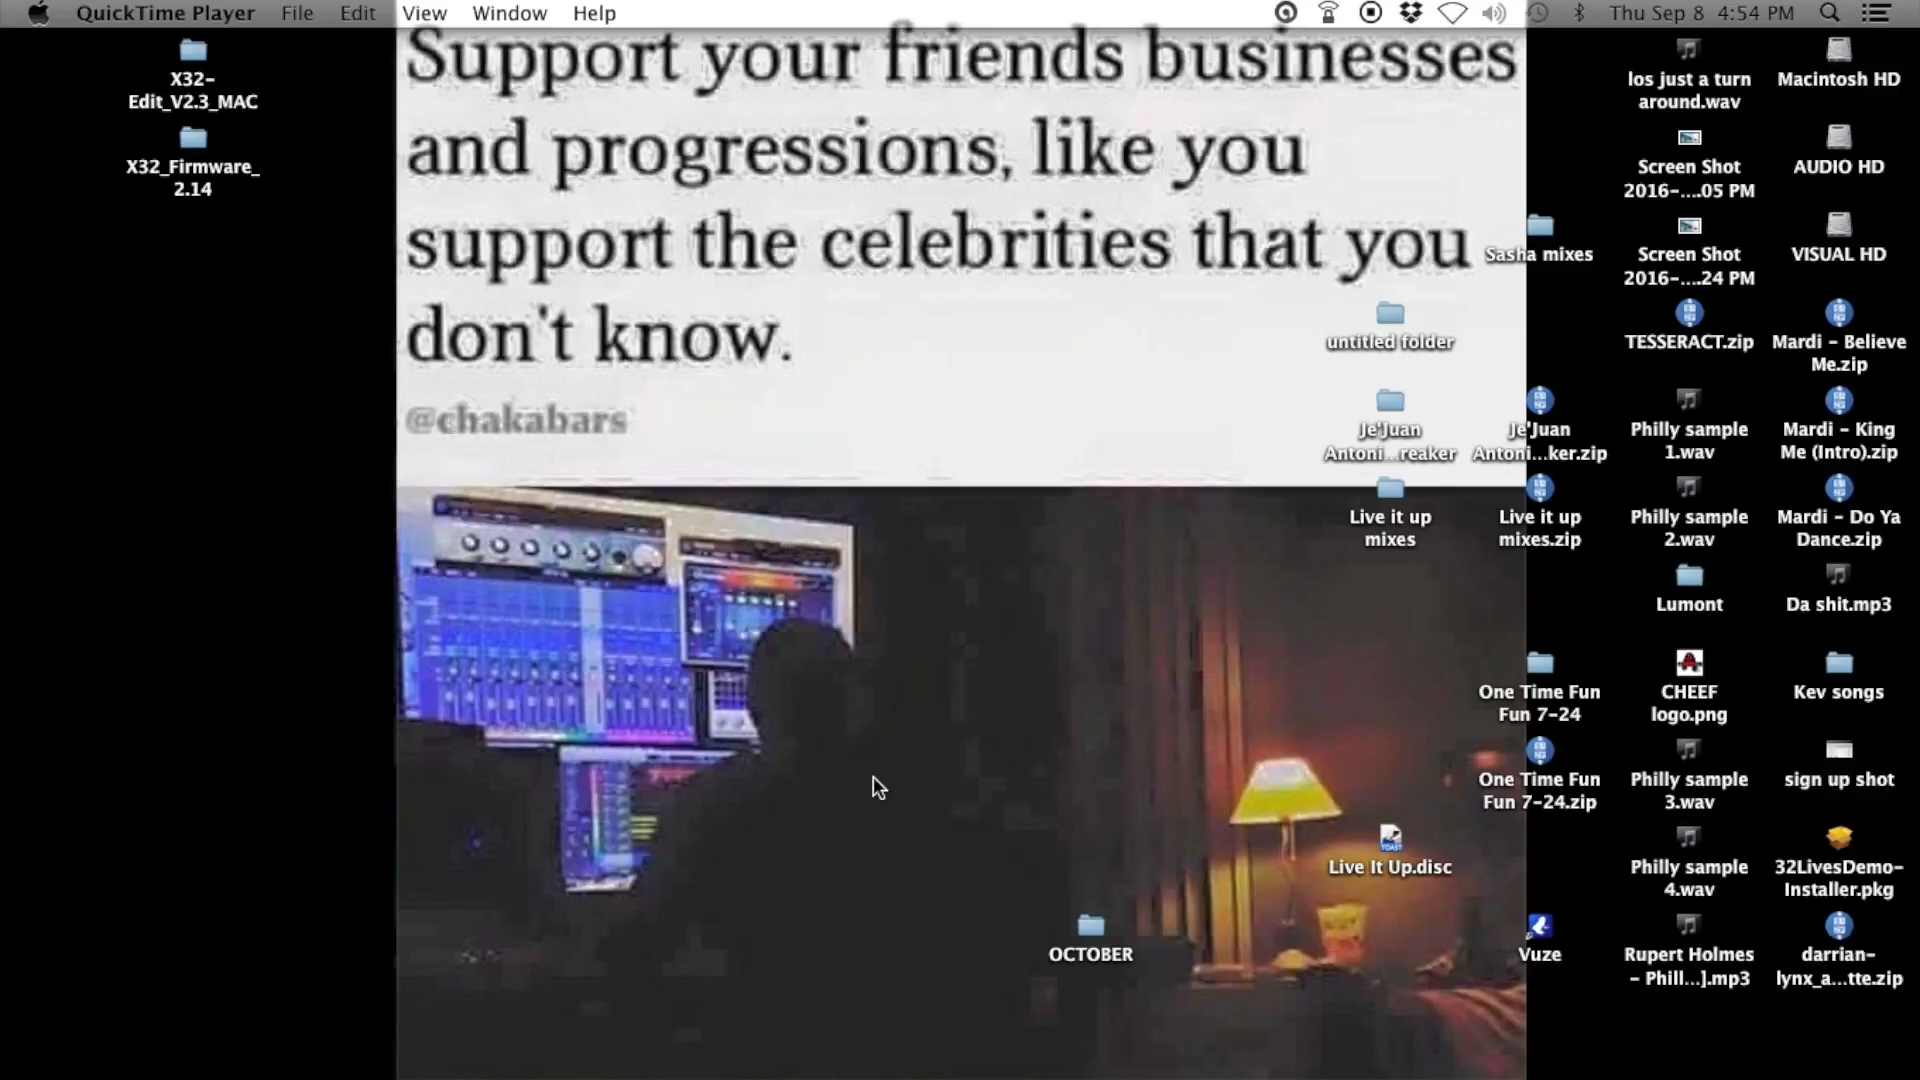 QuickTime Player File Edit View Window Help Thu Sep 8 4:54 PM
X32-
Edit_V2.3_MAC
X32_Firmware_
2.14
Support your friends businesses
and progressions, like you
support the celebrities that you
don't know.
@chakabars
untitled folder
Je'Juan
Antoni...reaker
Live it up
mixes
TOAST
Live It Up.disc
OCTOBER
Sasha mixes
Je'Juan
Antoni...ker.zip
Live it up
mixes.zip
One Time Fun
Fun 7-24
One Time Fun
Fun 7-24.zip
Vuze
los just a turn
around.wav
Screen Shot
2016-....05 PM
Screen Shot
2016-....24 PM
TESSERACT.zip
Philly sample
1.wav
Philly sample
2.wav
Lumont
CHEEF
logo.png
Philly sample
3.wav
Philly sample
4.wav
Rupert Holmes
- Phill...].mp3
Macintosh HD
AUDIO HD
VISUAL HD
Mardi - Believe
Me.zip
Mardi - King
Me (Intro).zip
Mardi - Do Ya
Dance.zip
Da shit.mp3
Kev songs
sign up shot
32LivesDemo-
Installer.pkg
darrian-
lynx_a...tte.zip